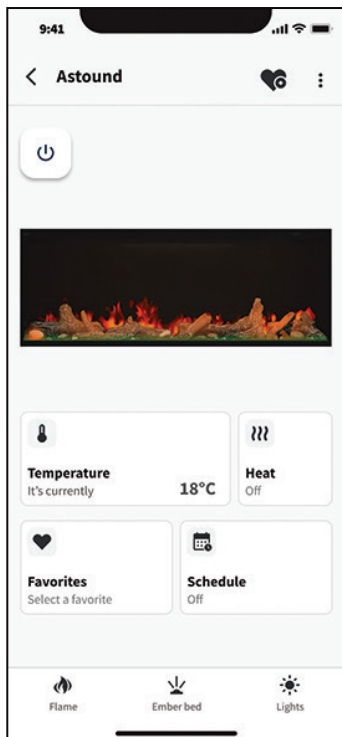 9:41
Astound
Temperature
It's currently
18°C
Heat
Off
Favorites
Select a favorite
Schedule
Off
Flame
Ember bed
Lights